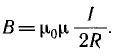 B = μ₀μ I / 2R.